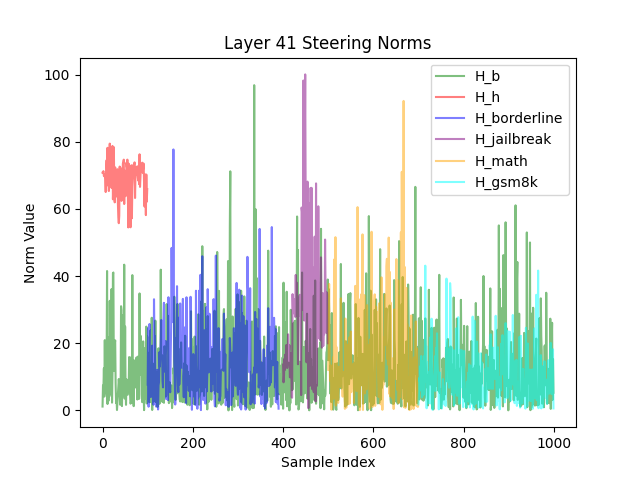 Layer 41 Steering Norms
Norm Value
100
80
60
40
20
0
0 200 400 600 800 1000
Sample Index
H_b
H_h
H_borderline
H_jailbreak
H_math
H_gsm8k